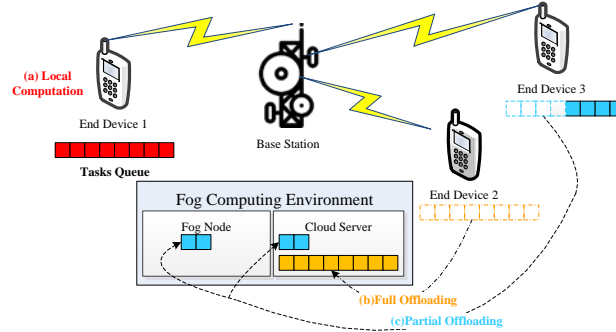 (a) Local
Computation)
End Device 1
Tasks Queue
Base Station
End Device 3
End Device 2
Fog Computing Environment
Fog Node
Cloud Server
(b)Full Offloading
(c)Partial Offloading